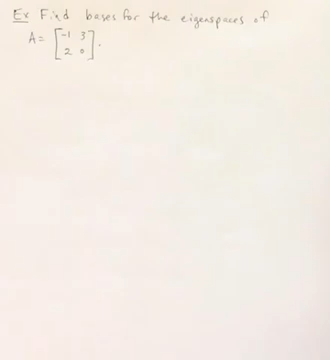 Ex Find bases for the eigenspaces of
A = [-1 3
2 0].